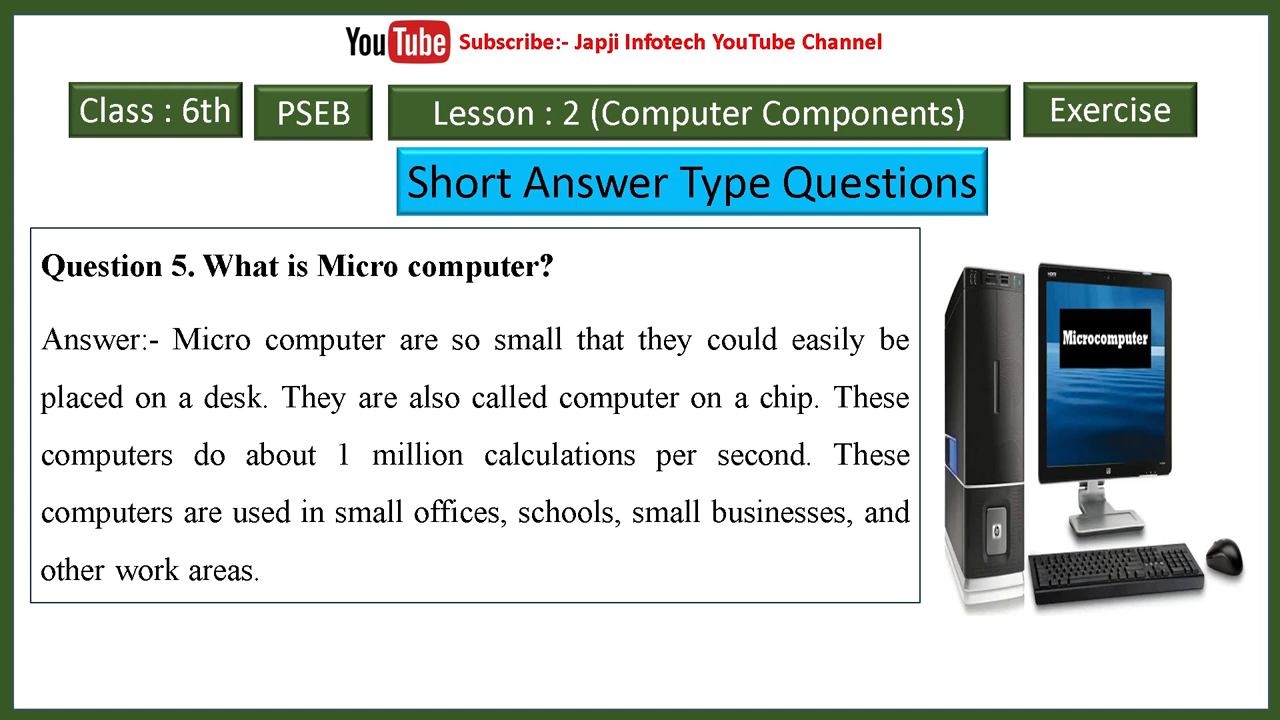 YouTube Subscribe:- Japji Infotech YouTube Channel
Class : 6th PSEB Lesson : 2 (Computer Components) Exercise
Short Answer Type Questions
Question 5. What is Micro computer?
Answer:- Micro computer are so small that they could easily be
placed on a desk. They are also called computer on a chip. These
computers do about 1 million calculations per second. These
computers are used in small offices, schools, small businesses, and
other work areas.
Microcomputer